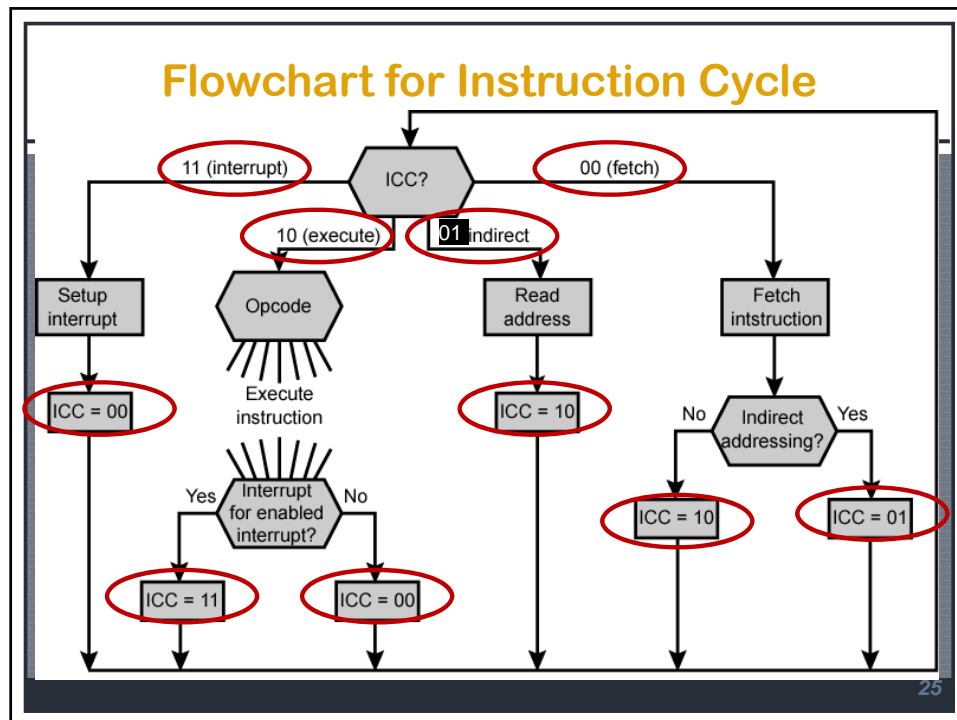 Flowchart for Instruction Cycle
11 (interrupt)
ICC?
00 (fetch)
10 (execute)
01 indirect
Setup
interrupt
Opcode
Read
address
Fetch
intstruction
ICC = 00
Execute
instruction
ICC = 10
No
Indirect
addressing?
Yes
Yes
Interrupt
for enabled
interrupt?
No
ICC = 10
ICC = 01
ICC = 11
ICC = 00
25